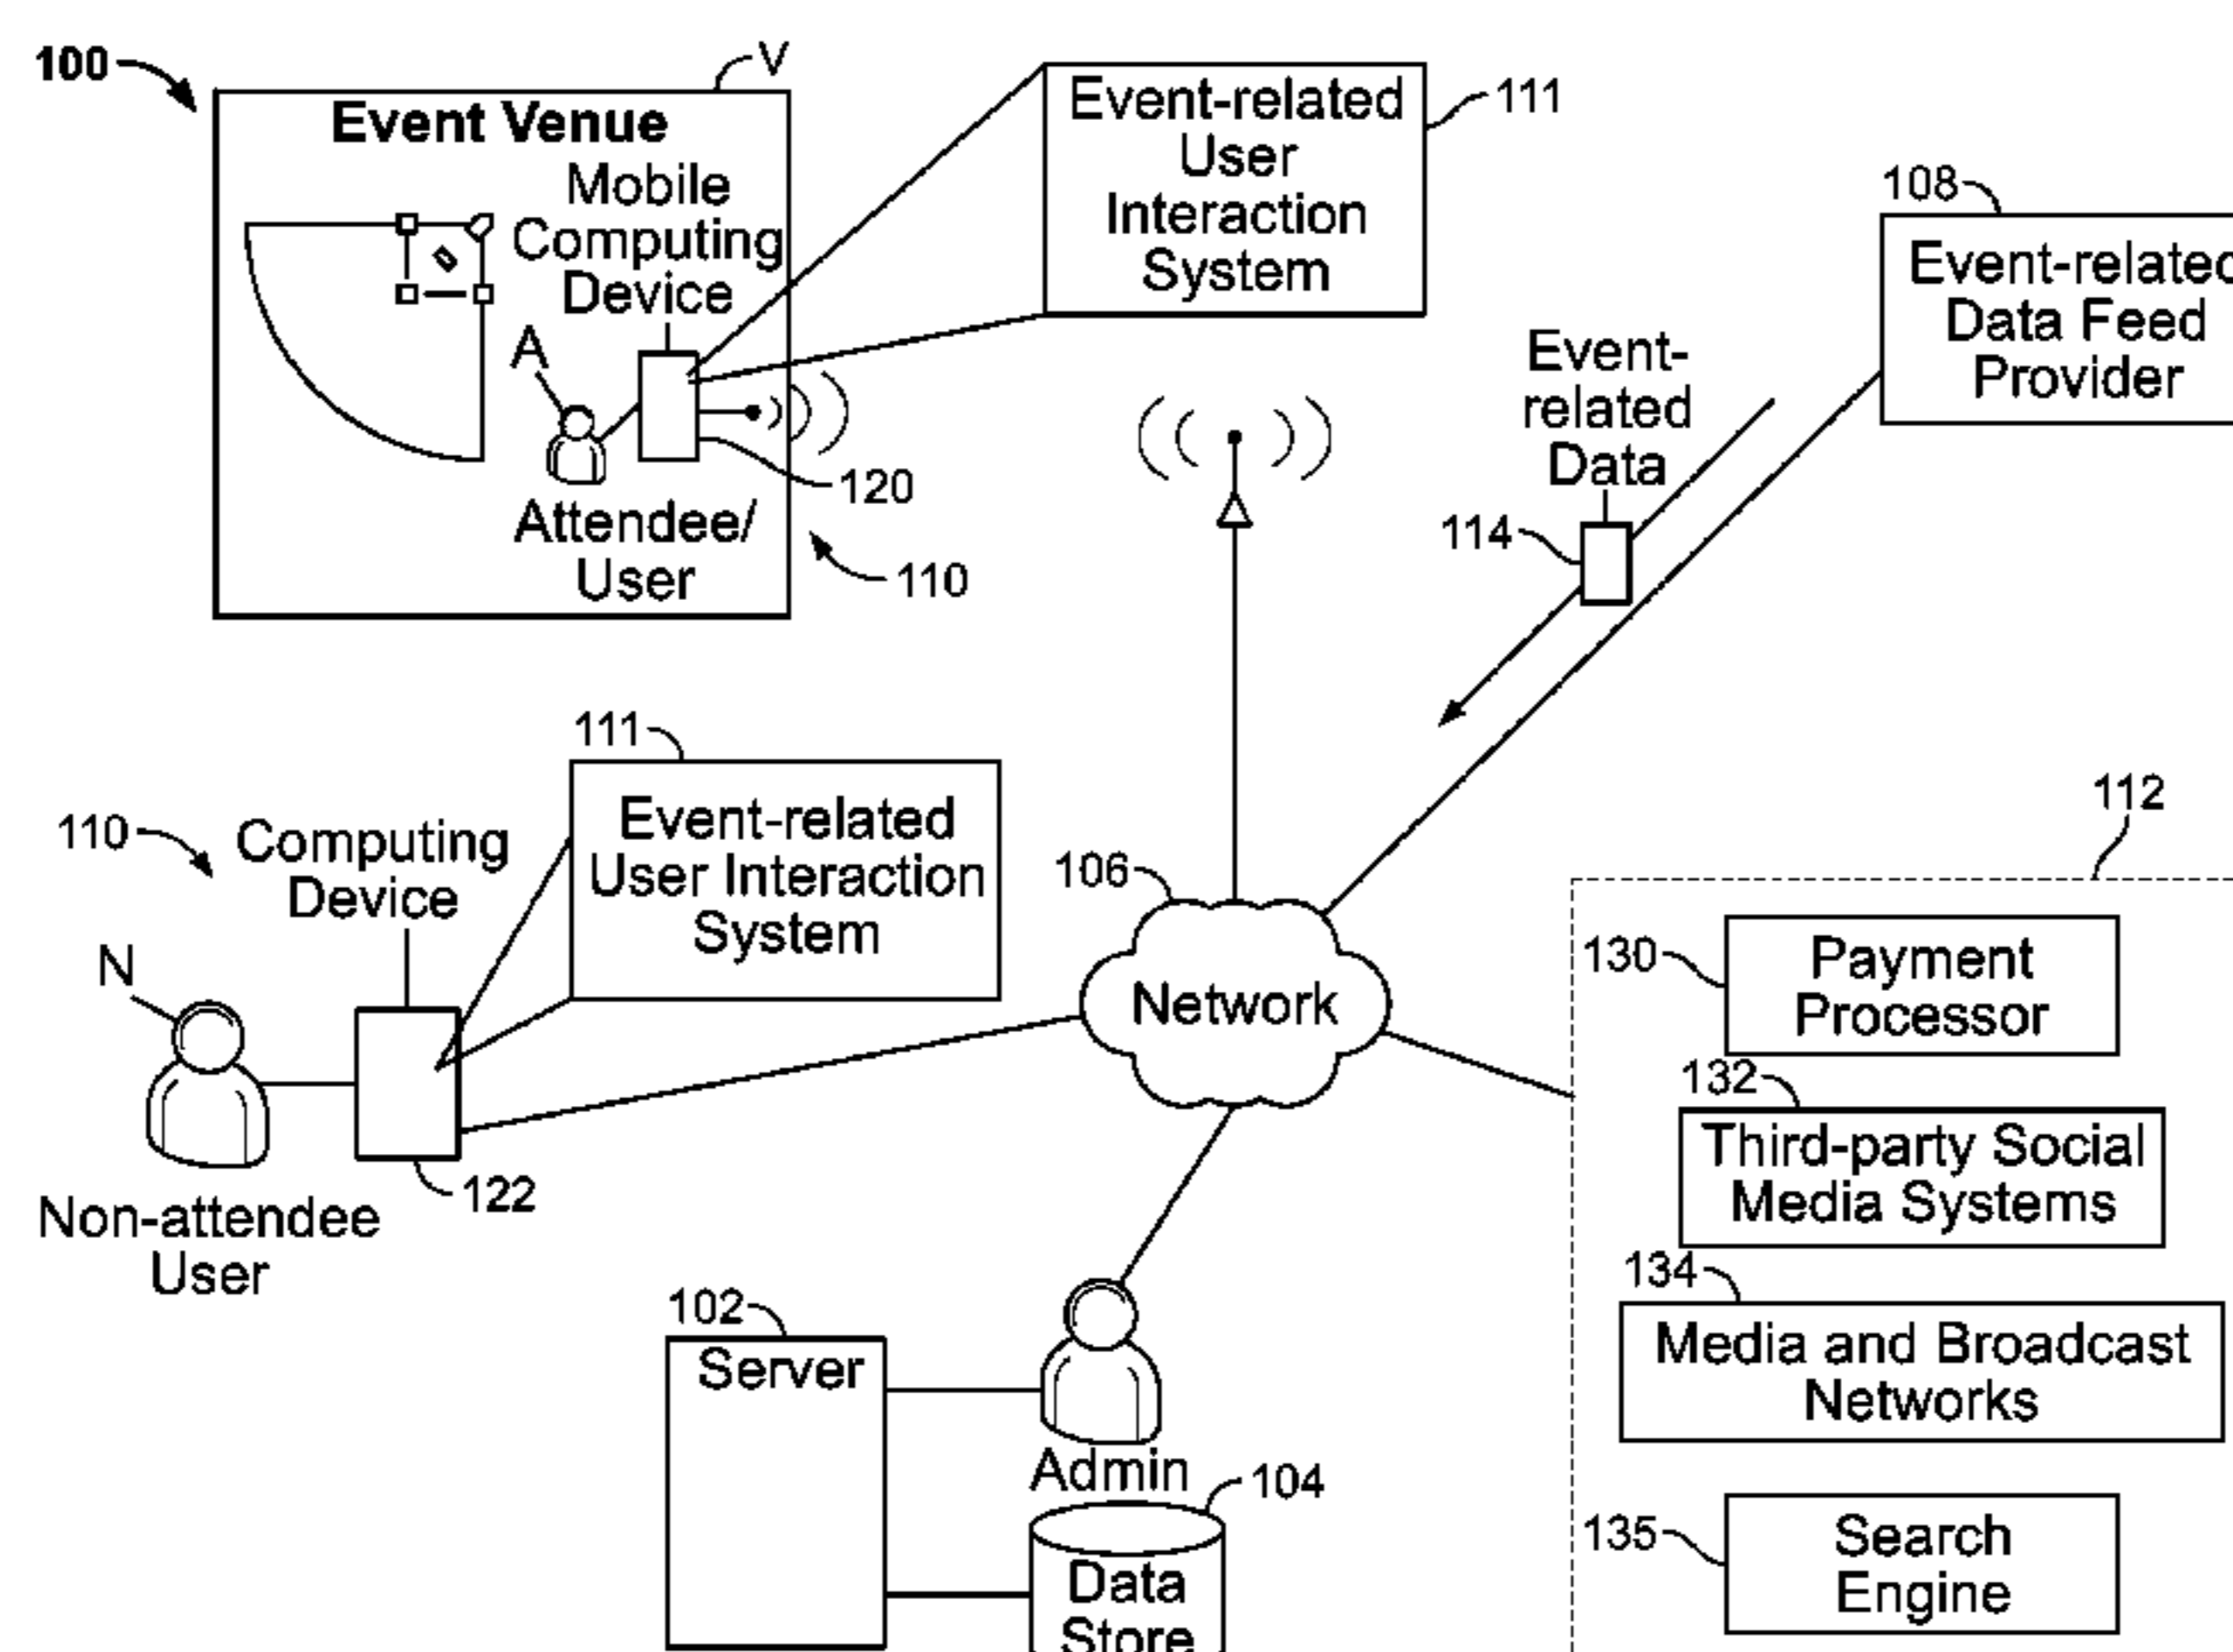 100
V
Event Venue
Mobile
Computing
Device
A
120
Attendee/
User
110
Event-related
User
Interaction
System
111
108
Event-related
Data Feed
Provider
Event-
related
Data
114
111
Event-related
User Interaction
System
110
Computing
Device
N
122
Non-attendee
User
106
Network
112
130
Payment
Processor
132
Third-party Social
Media Systems
134
Media and Broadcast
Networks
135
Search
Engine
102
Server
Admin
104
Data
Store